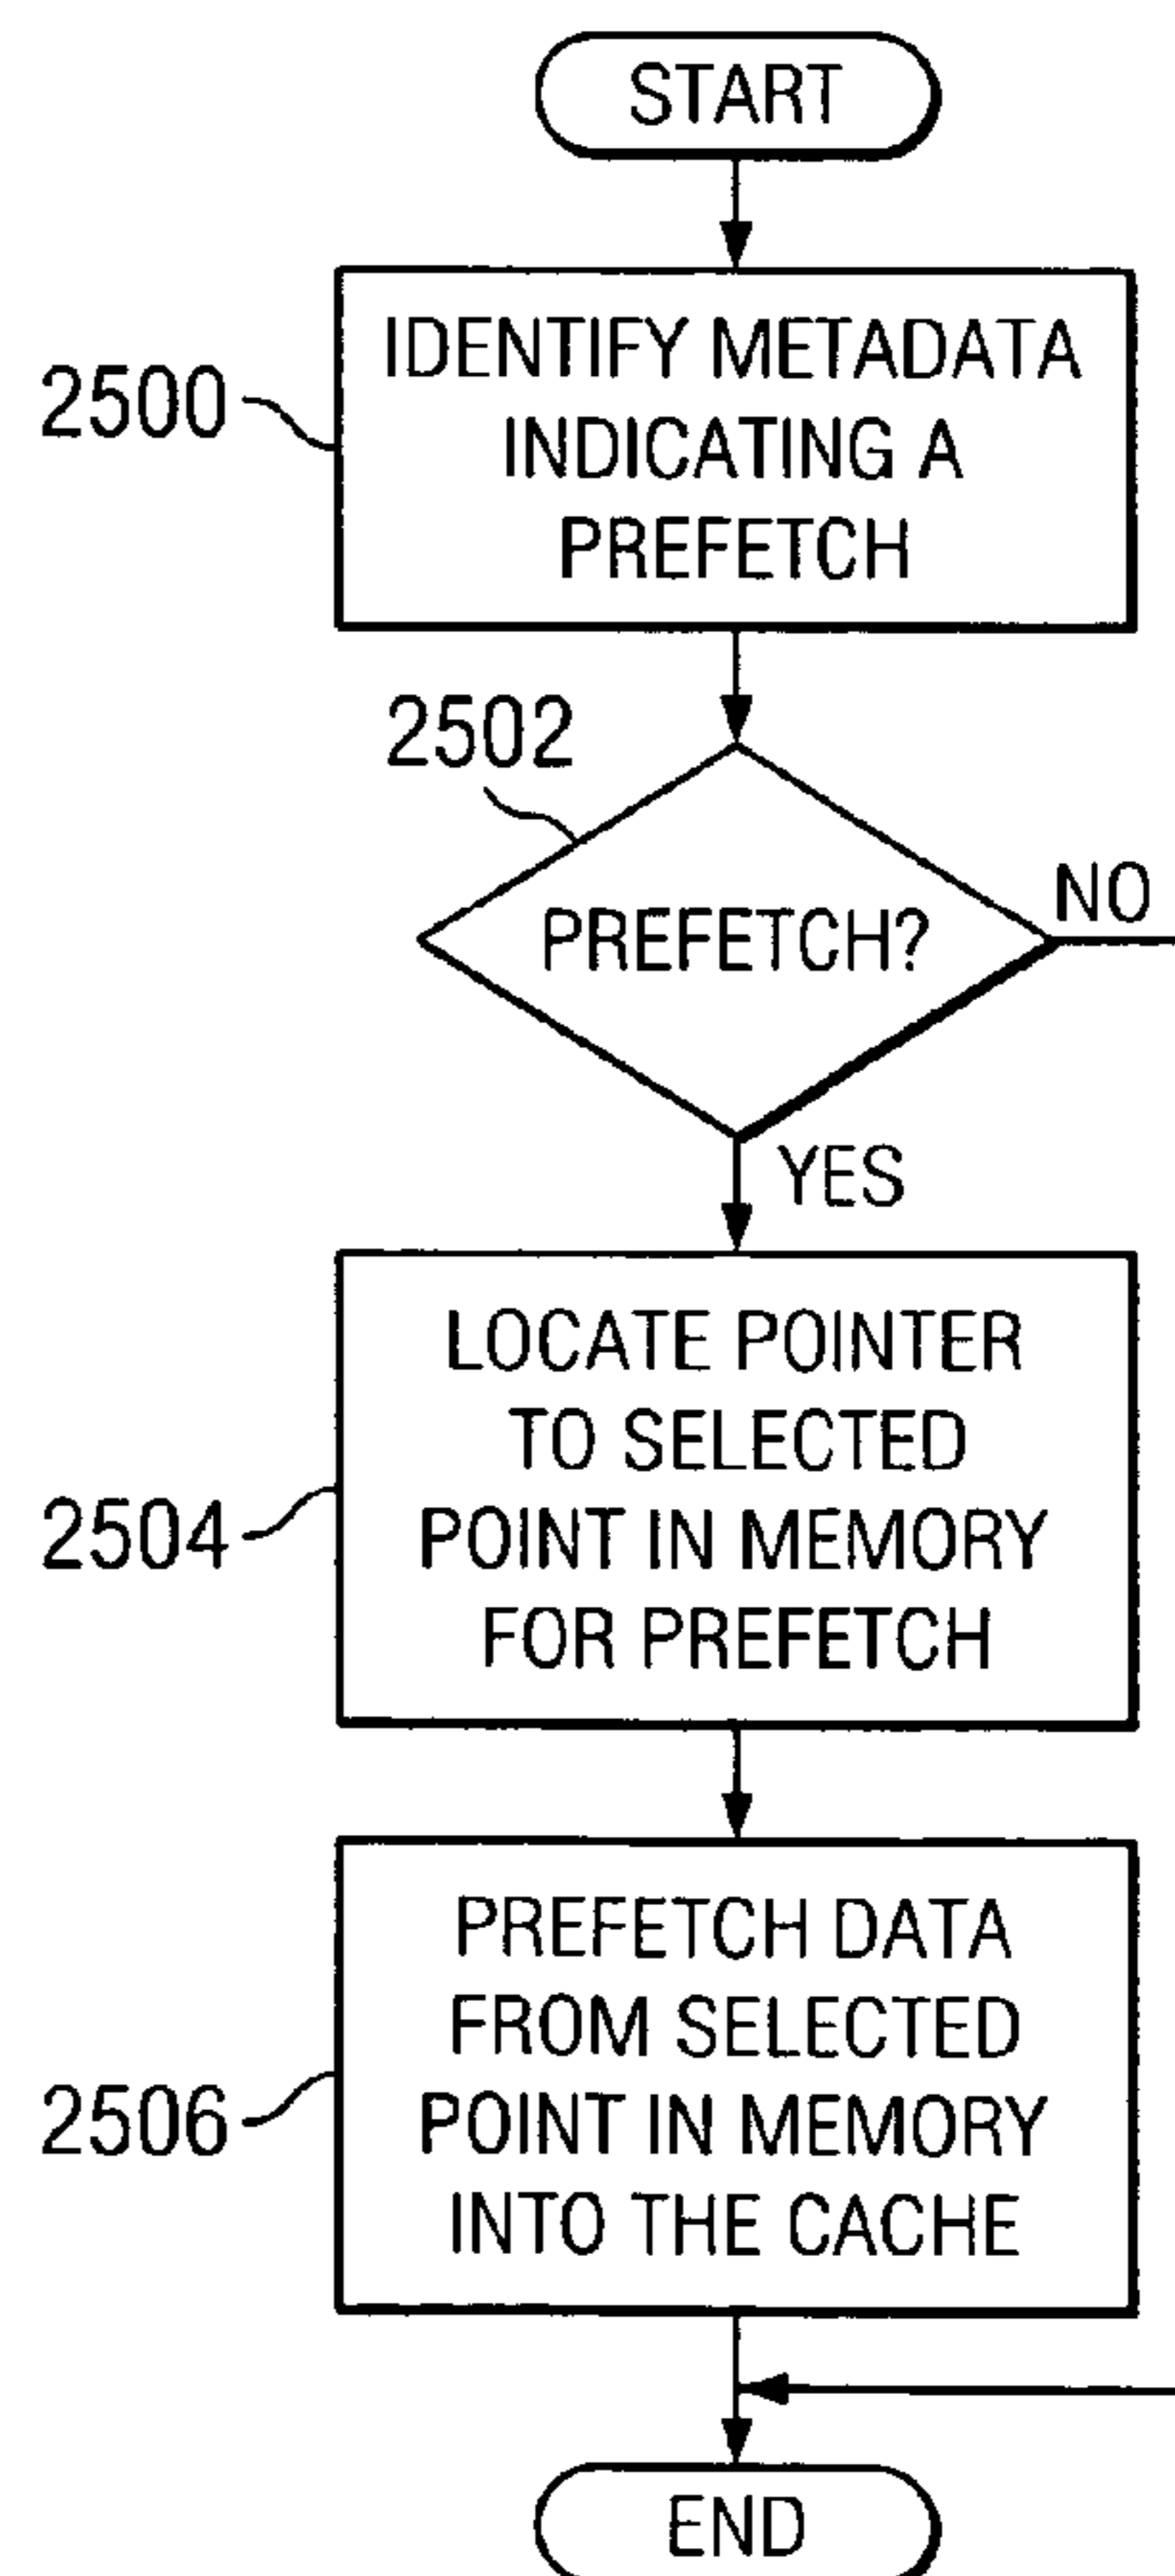 START
2500
IDENTIFY METADATA
INDICATING A
PREFETCH
2502
PREFETCH?
NO
YES
2504
LOCATE POINTER
TO SELECTED
POINT IN MEMORY
FOR PREFETCH
2506
PREFETCH DATA
FROM SELECTED
POINT IN MEMORY
INTO THE CACHE
END